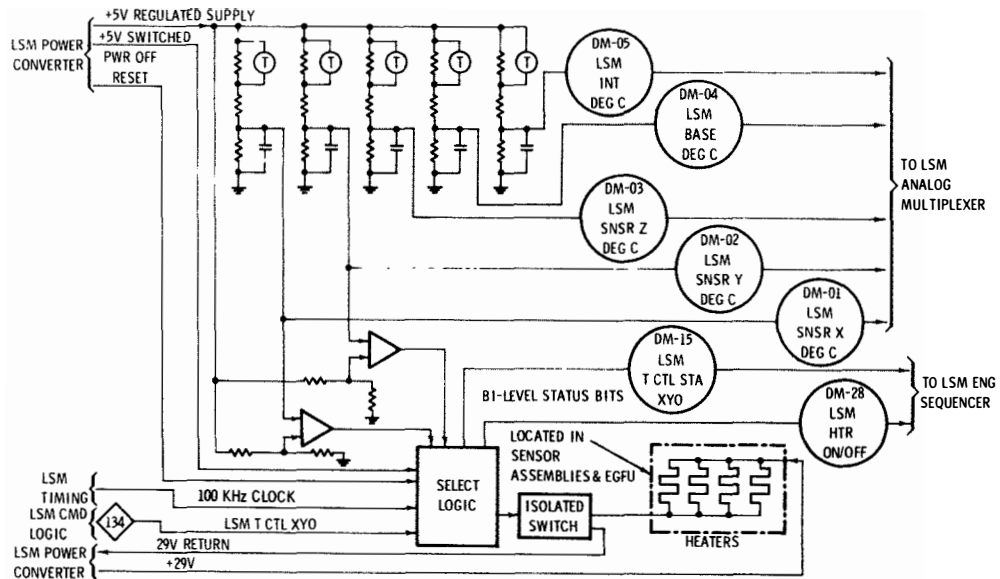 +5V REGULATED SUPPLY
LSM POWER
CONVERTER
+5V SWITCHED
PWR OFF
RESET
T
T
T
T
T
DM-05
LSM
INT
DEG C
DM-04
LSM
BASE
DEG C
DM-03
LSM
SNSR Z
DEG C
DM-02
LSM
SNSR Y
DEG C
DM-01
LSM
SNSR X
DEG C
TO LSM
ANALOG
MULTIPLEXER
DM-15
LSM
T CTL STA
XYO
BI-LEVEL STATUS BITS
DM-28
LSM
HTR
ON/OFF
TO LSM ENG
SEQUENCER
LOCATED IN
SENSOR
ASSEMBLIES & EGFU
SELECT
LOGIC
ISOLATED
SWITCH
HEATERS
LSM
TIMING
100 KHz CLOCK
LSM CMD
LOGIC
134
LSM T CTL XYO
29V RETURN
LSM POWER
CONVERTER
+29V